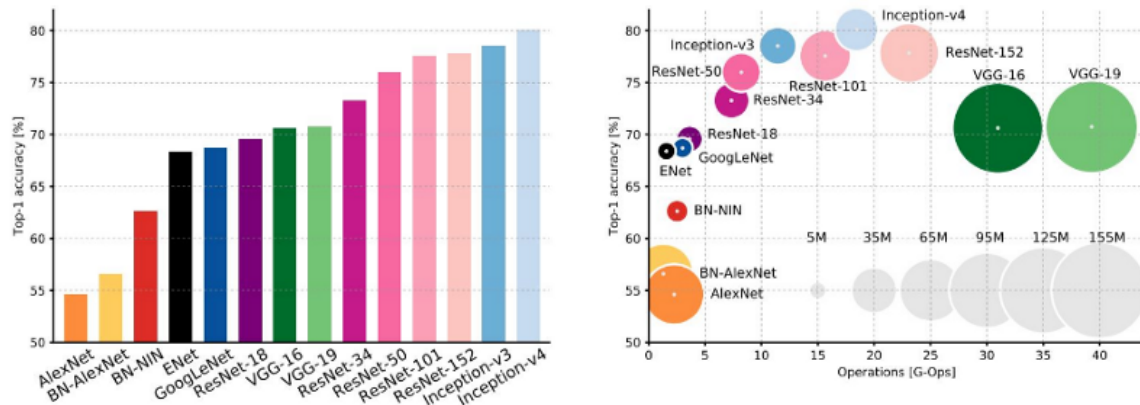 80
75
70
65
60
55
50
Top-1 accuracy [%]
AlexNet
BN-AlexNet
BN-NIN
ENet
GoogLeNet
ResNet-18
VGG-16
VGG-19
ResNet-34
ResNet-50
ResNet-101
ResNet-152
Inception-v3
Inception-v4
80
75
70
65
60
55
50
Top-1 accuracy [%]
Inception-v4
Inception-v3
ResNet-152
ResNet-50
VGG-16 VGG-19
ResNet-101
ResNet-34
ResNet-18
GoogLeNet
ENet
BN-NIN
5M 35M 65M 95M 125M 155M
BN-AlexNet
AlexNet
0 5 10 15 20 25 30 35 40
Operations [G-Ops]